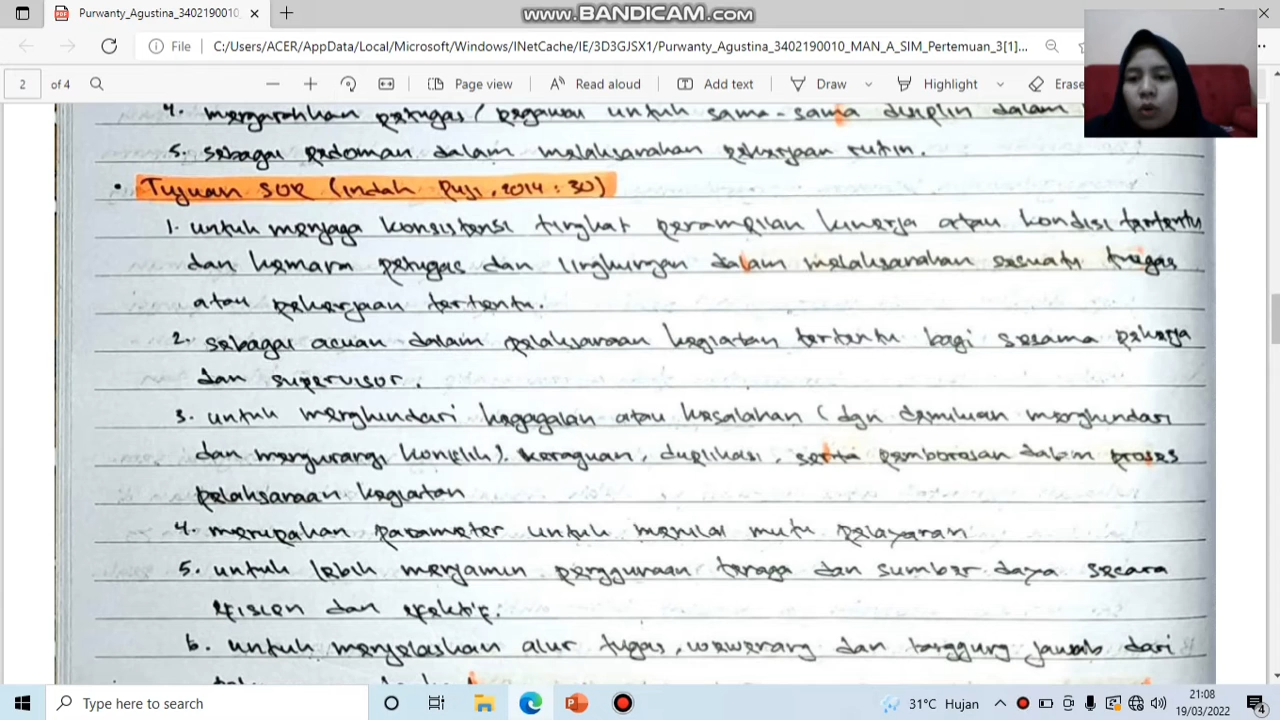 Purwanty_Agustina_3402190010_
www.BANDICAM.com
File C:/Users/ACER/AppData/Local/Microsoft/Windows/INetCache/IE/3D3GJSX1/Purwanty_Agustina_3402190010_MAN_A_SIM_Pertemuan_3[1]...
2 of 4 Page view Read aloud Add text Draw Highlight Erase
4. mengarahkan petugas / pegawai untuk sama-sama disiplin dalam
5. sebagai pedoman dalam melaksanakan pekerjaan rutin.
• Tujuan SOP (Indah Puji, 2014 : 30)
1. untuk menjaga konsistensi tingkat penampilan kinerja atau kondisi tertentu
dan kemana petugas dan lingkungan dalam melaksanakan sesuatu tugas
atau pekerjaan tertentu.
2. sebagai acuan dalam pelaksanaan kegiatan tertentu bagi sesama pekerja
dan supervisor.
3. untuk menghindari kegagalan atau kesalahan (dgn demikian menghindari
dan mengurangi konflik). keraguan, duplikasi, serta pemborosan dalam proses
pelaksanaan kegiatan
4. merupakan parameter untuk menilai mutu pelayanan
5. untuk lebih menjamin penggunaan tenaga dan sumber daya secara
efisien dan efektif.
6. untuk menjelaskan alur tugas, wewenang dan tanggung jawab dari
Type here to search
31°C Hujan
21:08
19/03/2022
4